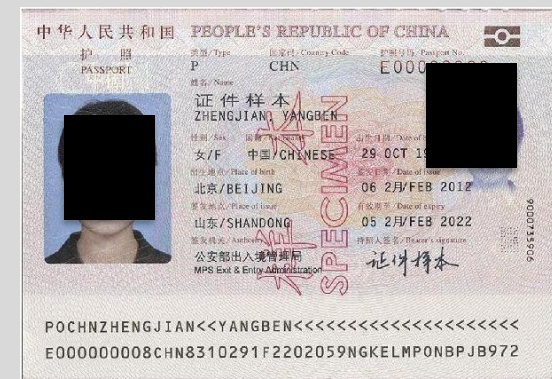 中华人民共和国 PEOPLE'S REPUBLIC OF CHINA
护照 类型/Type 国家码/Country Code 护照号码/Passport No.
PASSPORT P CHN E00
姓名/Name
证件样本
ZHENGJIAN, YANGBEN
性别/Sex 国籍 出生日期/Date of
女/F 中国/CHINESE 29 OCT 19
出生地点/Place of birth 签发日期/Date of issue
北京/BEIJING 06 2月/FEB 2012
签发地点/Place of issue 有效期至/Date of expiry
山东/SHANDONG 05 2月/FEB 2022
签发机关/Authority 持照人签名/Bearer's signature
公安部出入境管理局 证件样本
MPS Exit & Entry Administration
样本
SPECIMEN
POCHNZHENGJIAN<<YANGBEN<<<<<<<<<<<<<<<<<<<<<
E000000008CHN8310291F2202059NGKELMPONBPJB972